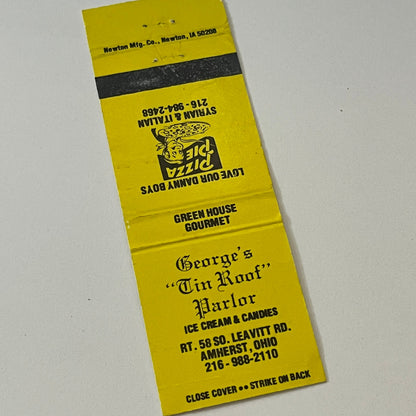 Newton Mfg. Co., Newton, IA 50208
216 - 984-2468
SYRIAN & ITALIAN
PIZZA
PIE
LOVE OUR DANNY BOYS
GREEN HOUSE
GOURMET
George's
"Tin Roof"
Parlor
ICE CREAM & CANDIES
RT. 58 SO. LEAVITT RD.
AMHERST, OHIO
216 - 988-2110
CLOSE COVER •• STRIKE ON BACK